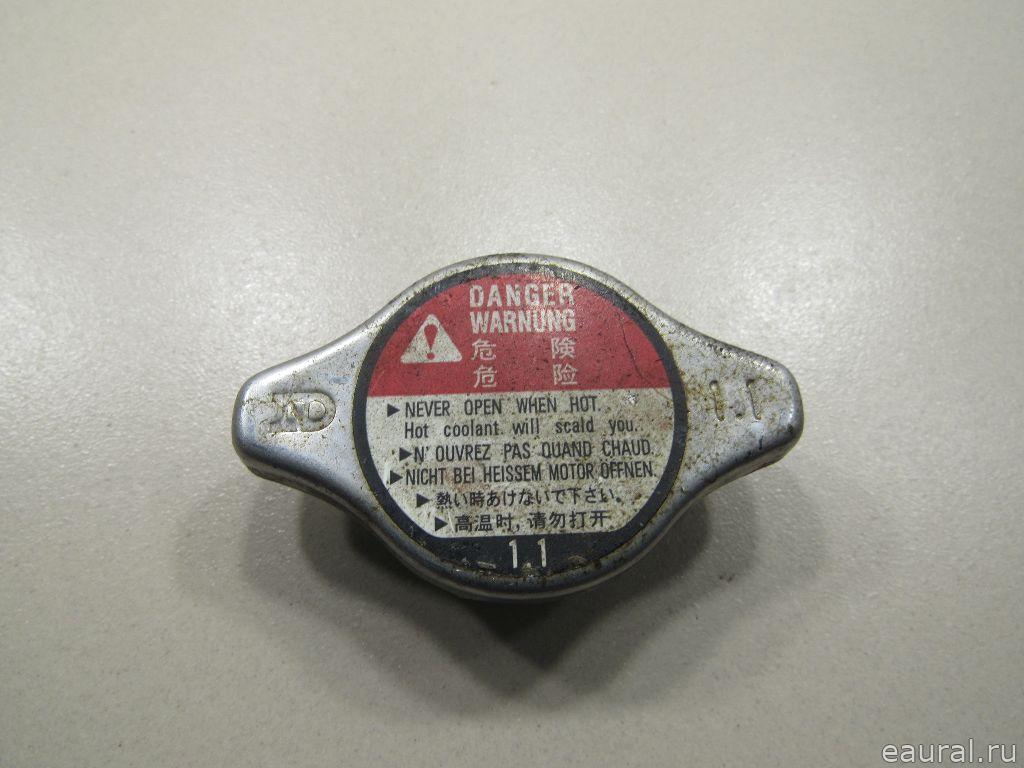 DANGER
WARNUNG
危 険
危 险
▶ NEVER OPEN WHEN HOT.
Hot coolant will scald you.
▶ N'OUVREZ PAS QUAND CHAUD.
▶ NICHT BEI HEISSEM MOTOR ÖFFNEN.
▶ 熱い時あけないで下さい。
▶ 高温时, 请勿打开
1.1
ND
1.1
eaural.ru